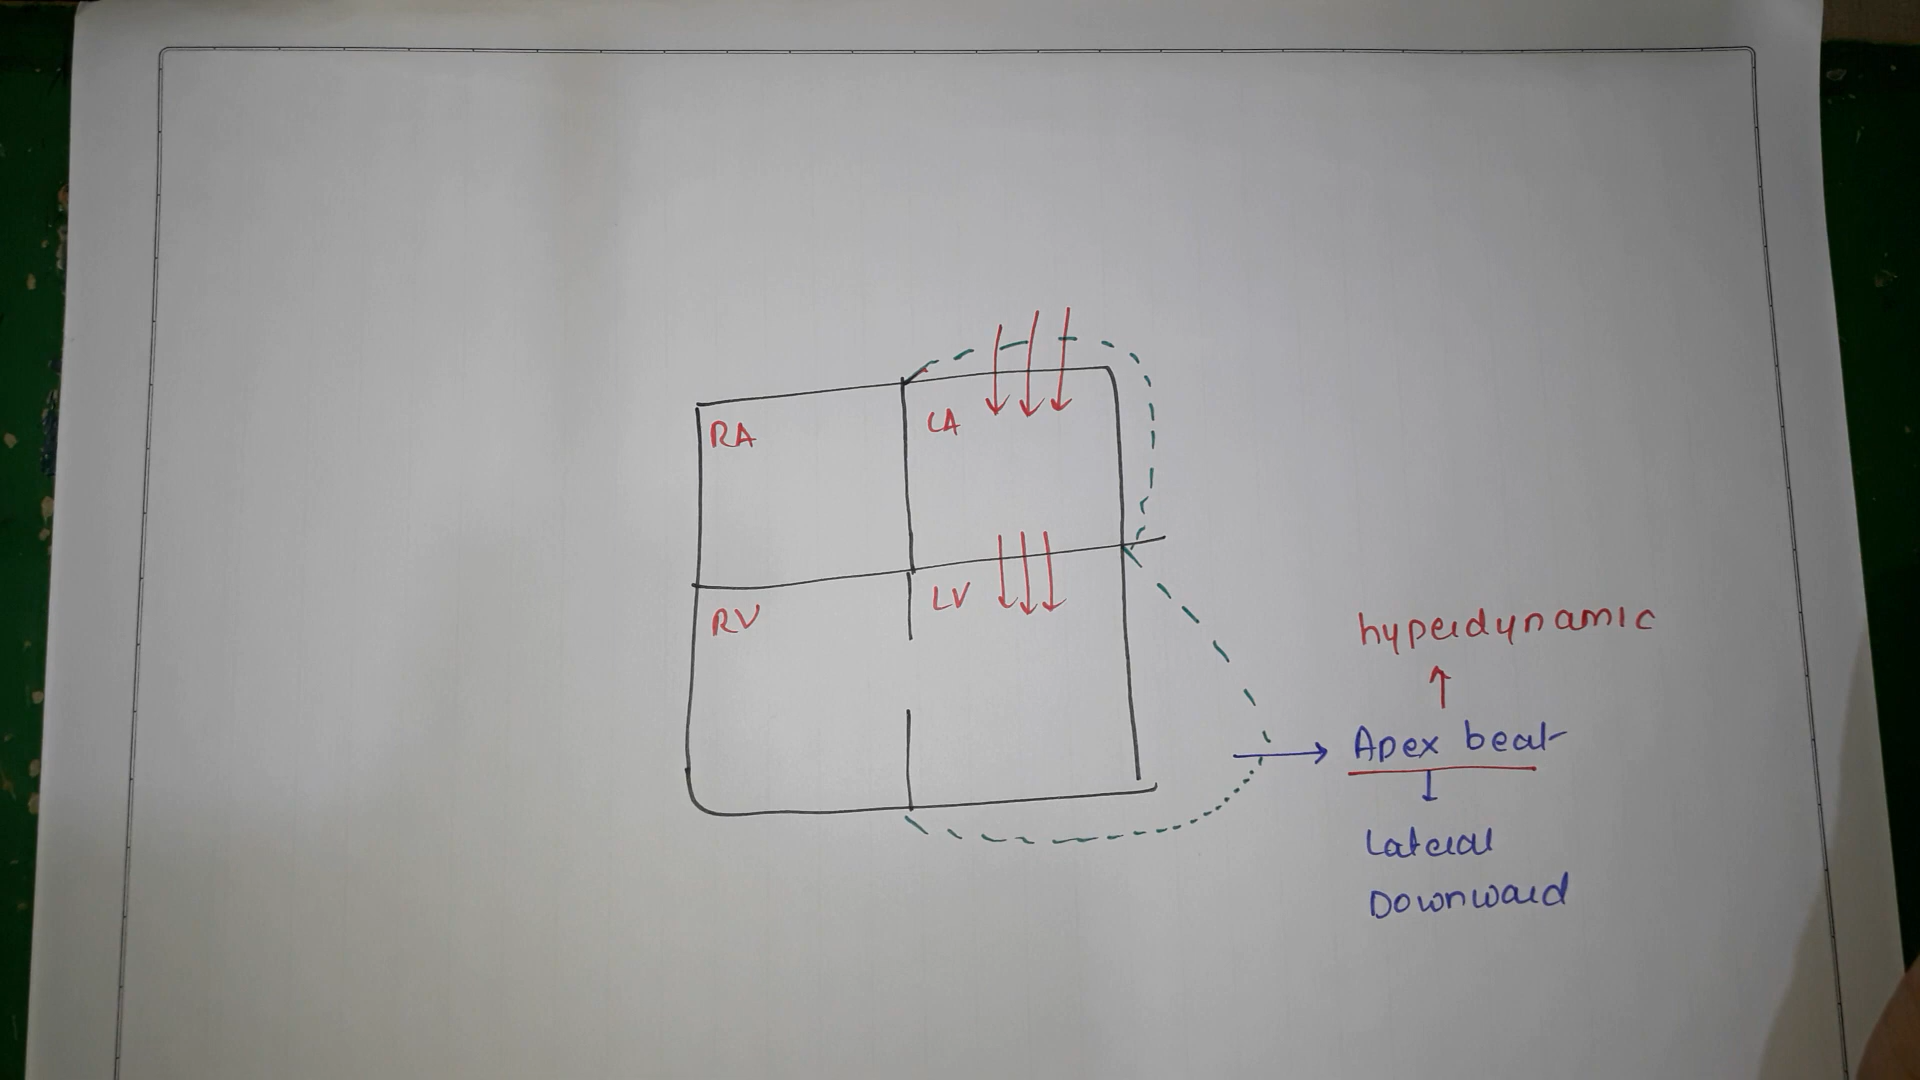 RA
LA
RV
LV
hyperdynamic
Apex beat
Lateral
Downward